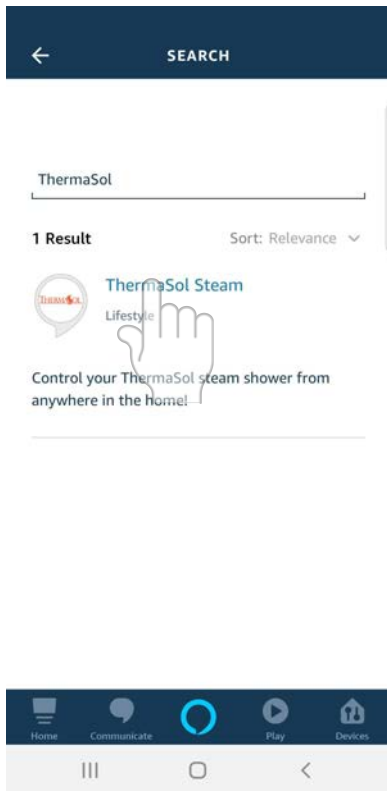 SEARCH
ThermaSol
1 Result
Sort: Relevance
ThermaSol Steam
THERMASOL
Lifestyle
Control your ThermaSol steam shower from
anywhere in the home!
Home Communicate Play Devices